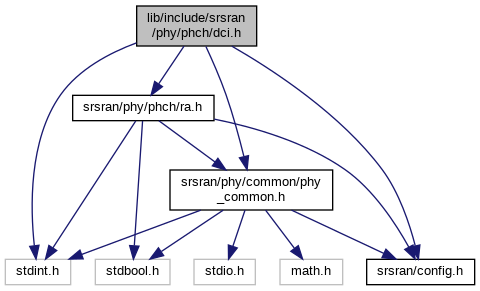 lib/include/srsran
/phy/phch/dci.h
srsran/phy/phch/ra.h
srsran/phy/common/phy
_common.h
stdint.h
stdbool.h
stdio.h
math.h
srsran/config.h